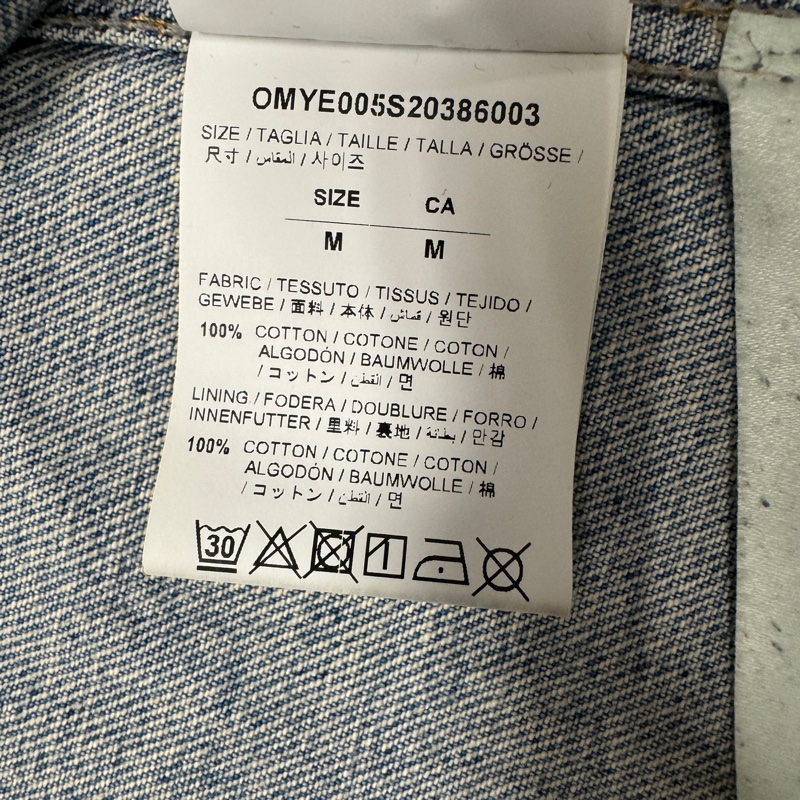 OMYE005S20386003
SIZE / TAGLIA / TAILLE / TALLA / GRÖSSE /
尺寸 / المقاس / 사이즈
SIZE CA
M M
FABRIC / TESSUTO / TISSUS / TEJIDO /
GEWEBE / 面料 / 本体 / قماش / 원단
100% COTTON / COTONE / COTON /
ALGODÓN / BAUMWOLLE / 棉
/ コットン / القطن / 면
LINING / FODERA / DOUBLURE / FORRO /
INNENFUTTER / 里料 / 裏地 / بطانة / 안감
100% COTTON / COTONE / COTON /
ALGODÓN / BAUMWOLLE / 棉
/ コットン / القطن / 면
30